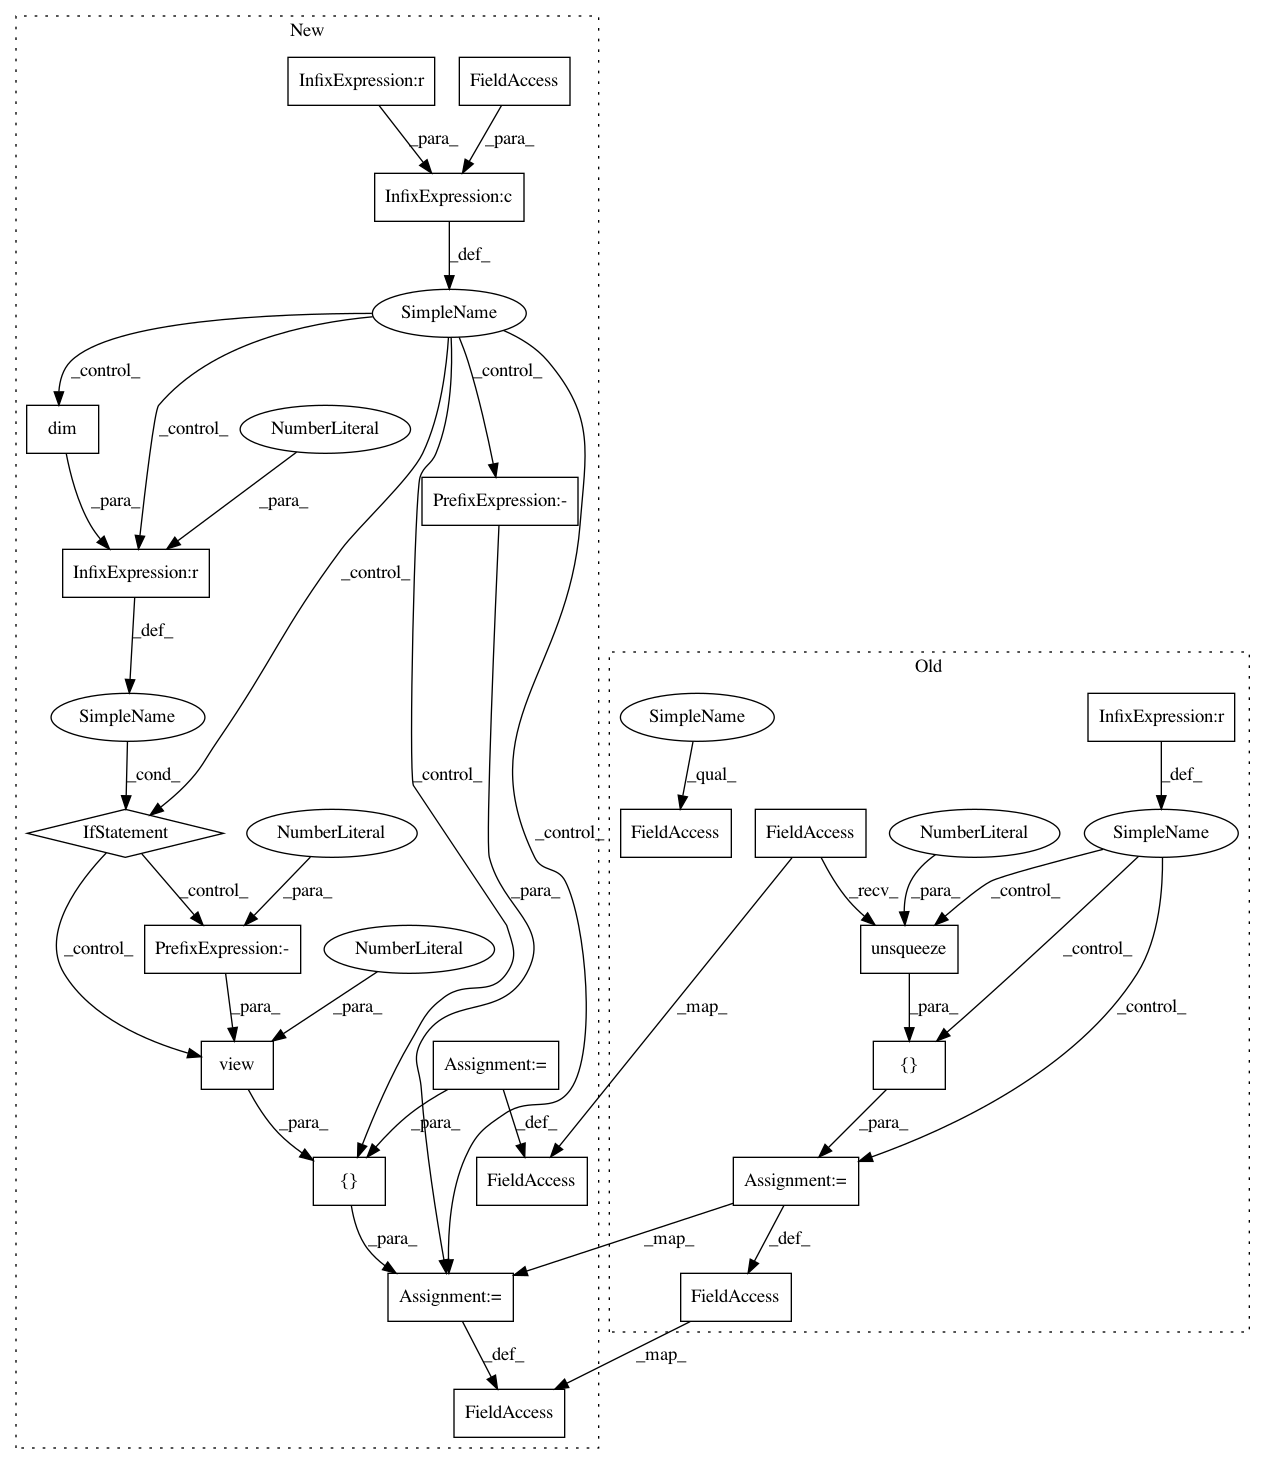 New
InfixExpression:r
FieldAccess
_para_
_para_
InfixExpression:c
_def_
SimpleName
_control_
_control_
_control_
dim
NumberLiteral
_para_
_para_
PrefixExpression:-
InfixExpression:r
_control_
_def_
Old
SimpleName
SimpleName
InfixExpression:r
_cond_
_control_
_qual_
_def_
IfStatement
NumberLiteral
_control_
FieldAccess
FieldAccess
NumberLiteral
SimpleName
_control_
_para_
_para_
_recv_
_para_
_control_
_control_
PrefixExpression:-
NumberLiteral
unsqueeze
_control_
_para_
_para_
_map_
_para_
_control_
view
Assignment:=
{}
_para_
_para_
_def_
_para_
{}
FieldAccess
Assignment:=
_para_
_map_
_def_
Assignment:=
FieldAccess
_def_
_map_
FieldAccess